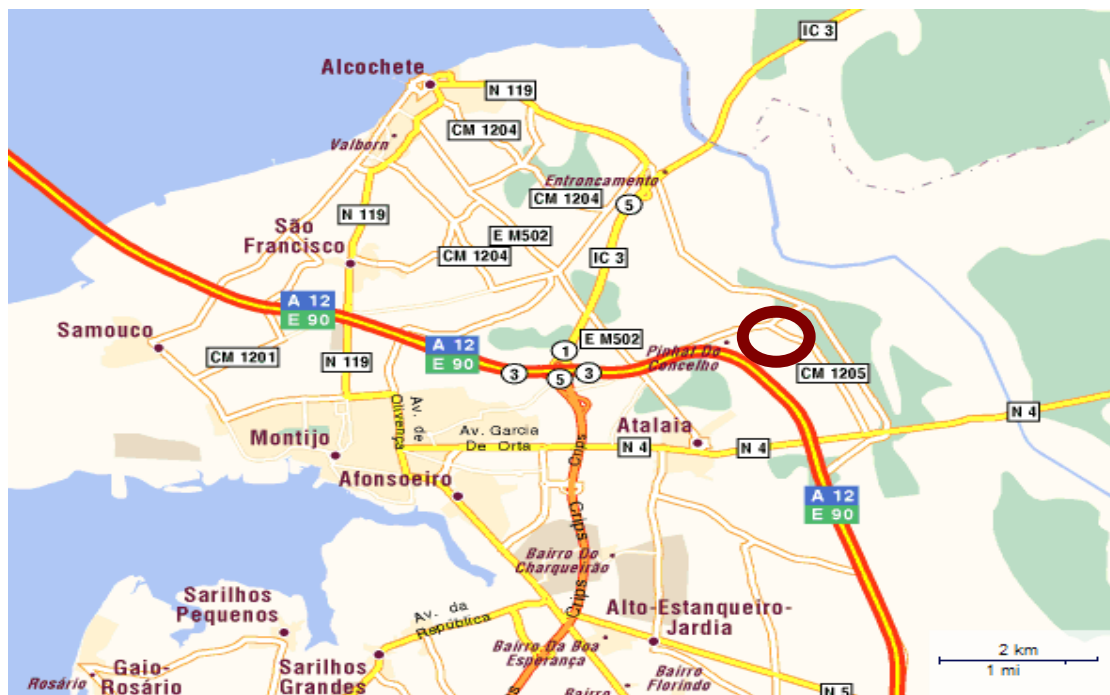 IC 3
Alcochete
N 119
CM 1204
Valborn
Entroncamento
CM 1204
5
N 119
São
Francisco
E M502
CM 1204
IC 3
A 12
E 90
Samouco
CM 1201
N 119
A 12
E 90
1
E M502
3
5
3
Pinhal Do
Concelho
CM 1205
N 4
Av. de
Olivença
Av. Garcia
De Orta
Montijo
Atalaia
N 4
N 4
Afonsoeiro
Crips
A 12
E 90
Crips
Bairro Do
Charqueirão
Crips
Sarilhos
Pequenos
Av. da
República
Alto-Estanqueiro-
Jardia
Bairro Da Boa
Esperança
Gaio-
Rosário
Rosário
Sarilhos
Grandes
Bairro
Florindo
Bairro
N 5
2 km
1 mi